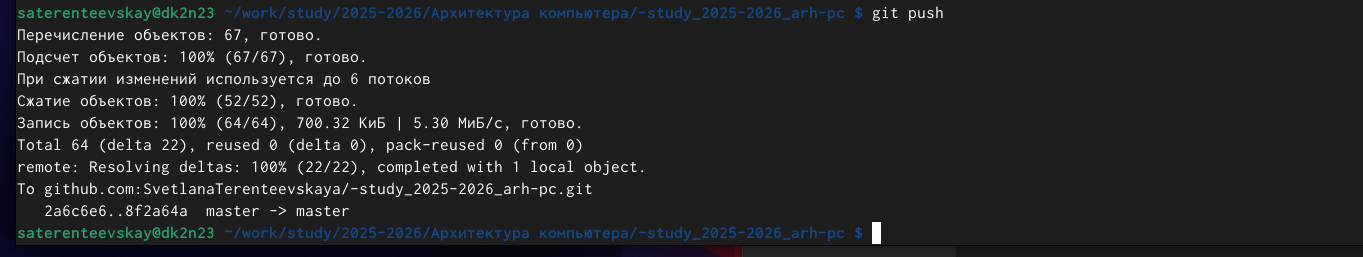 saterenteevskay@dk2n23 ~/work/study/2025-2026/Архитектура компьютера/-study_2025-2026_arh-pc $ git push
Перечисление объектов: 67, готово.
Подсчет объектов: 100% (67/67), готово.
При сжатии изменений используется до 6 потоков
Сжатие объектов: 100% (52/52), готово.
Запись объектов: 100% (64/64), 700.32 КиБ | 5.30 МиБ/с, готово.
Total 64 (delta 22), reused 0 (delta 0), pack-reused 0 (from 0)
remote: Resolving deltas: 100% (22/22), completed with 1 local object.
To github.com:SvetlanaTerenteevskaya/-study_2025-2026_arh-pc.git
   2a6c6e6..8f2a64a  master -> master
saterenteevskay@dk2n23 ~/work/study/2025-2026/Архитектура компьютера/-study_2025-2026_arh-pc $